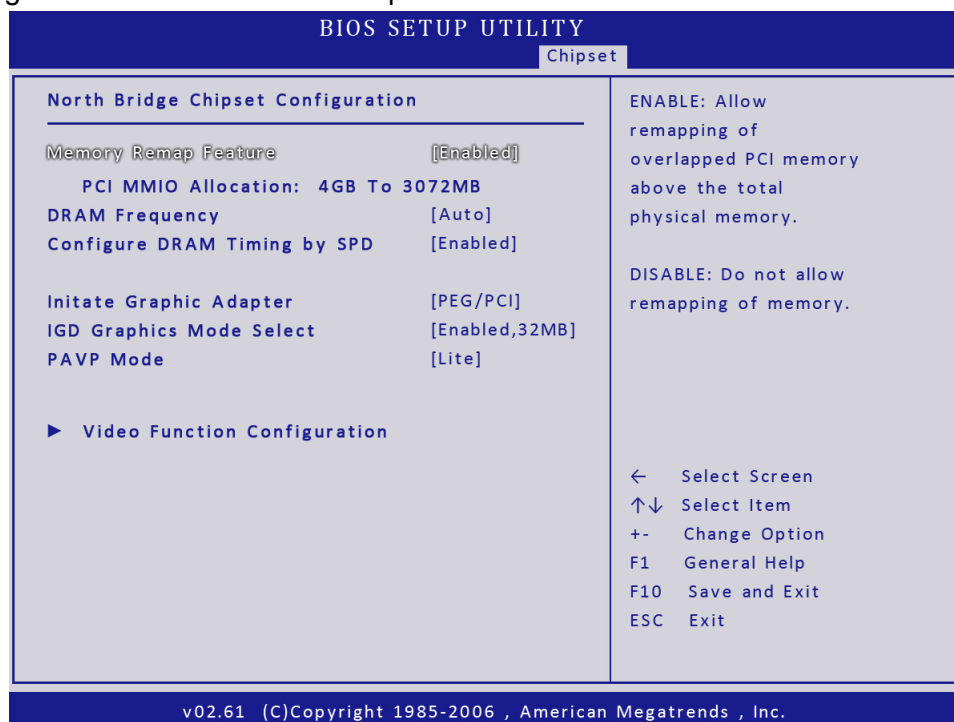 BIOS SETUP UTILITY
Chipset
North Bridge Chipset Configuration
Memory Remap Feature [Enabled]
PCI MMIO Allocation: 4GB To 3072MB
DRAM Frequency [Auto]
Configure DRAM Timing by SPD [Enabled]
Initate Graphic Adapter [PEG/PCI]
IGD Graphics Mode Select [Enabled,32MB]
PAVP Mode [Lite]
► Video Function Configuration
ENABLE: Allow
remapping of
overlapped PCI memory
above the total
physical memory.
DISABLE: Do not allow
remapping of memory.
← Select Screen
↑↓ Select Item
+- Change Option
F1 General Help
F10 Save and Exit
ESC Exit
v02.61 (C)Copyright 1985-2006 , American Megatrends , Inc.